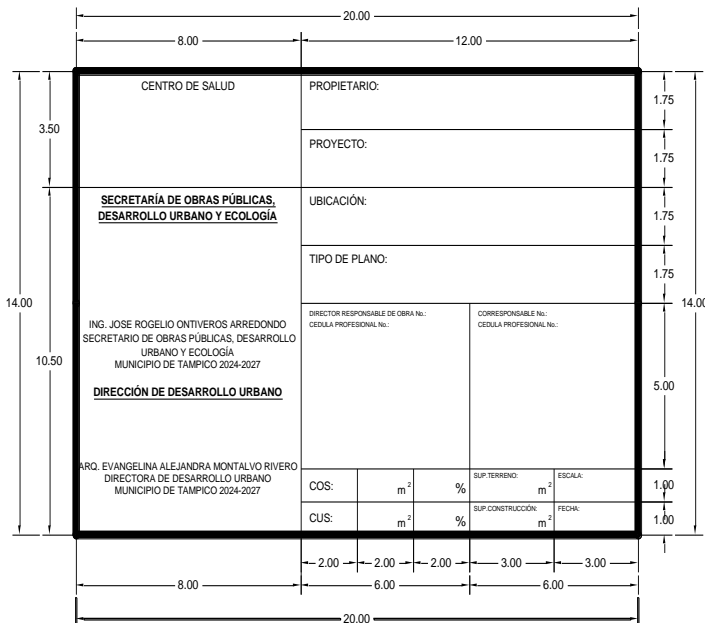 20.00
8.00
12.00
CENTRO DE SALUD
PROPIETARIO:
1.75
3.50
PROYECTO:
1.75
SECRETARÍA DE OBRAS PÚBLICAS,
DESARROLLO URBANO Y ECOLOGÍA
UBICACIÓN:
1.75
TIPO DE PLANO:
1.75
14.00
14.00
ING. JOSE ROGELIO ONTIVEROS ARREDONDO
SECRETARIO DE OBRAS PÚBLICAS, DESARROLLO
URBANO Y ECOLOGÍA
MUNICIPIO DE TAMPICO 2024-2027
DIRECTOR RESPONSABLE DE OBRA No.:
CEDULA PROFESIONAL No.:
CORRESPONSABLE No.:
CEDULA PROFESIONAL No.:
10.50
DIRECCIÓN DE DESARROLLO URBANO
5.00
ARQ. EVANGELINA ALEJANDRA MONTALVO RIVERO
DIRECTORA DE DESARROLLO URBANO
MUNICIPIO DE TAMPICO 2024-2027
COS: m² % SUP.TERRENO: m² ESCALA:
1.00
CUS: m² % SUP.CONSTRUCCIÓN: m² FECHA:
1.00
2.00 2.00 2.00 3.00 3.00
8.00 6.00 6.00
20.00